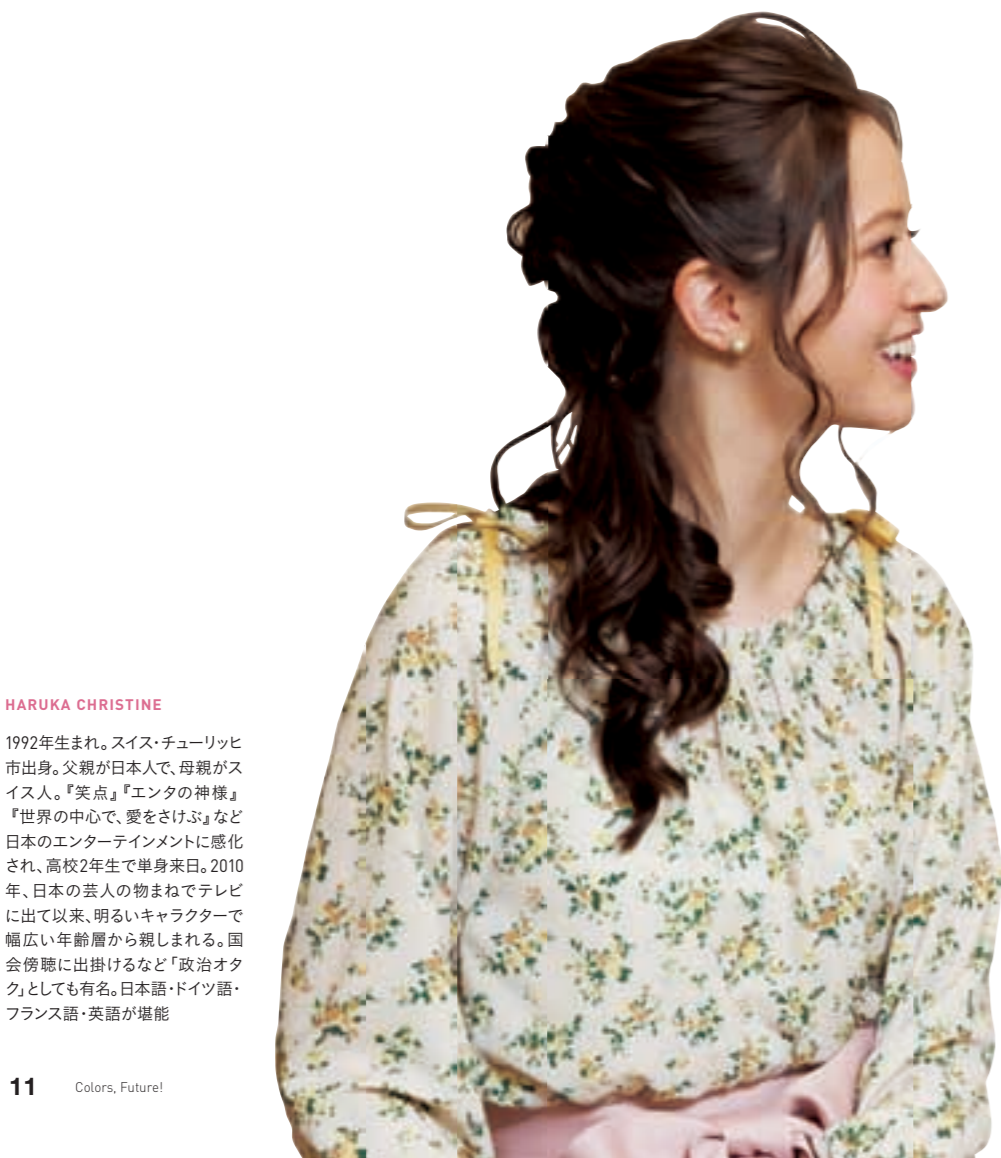 HARUKA CHRISTINE
1992年生まれ。スイス・チューリッヒ
市出身。父親が日本人で、母親がス
イス人。『笑点』『エンタの神様』
『世界の中心で、愛をさけぶ』など
日本のエンターテインメントに感化
され、高校2年生で単身来日。2010
年、日本の芸人の物まねでテレビ
に出て以来、明るいキャラクターで
幅広い年齢層から親しまれる。国
会傍聴に出掛けるなど「政治オタ
ク」としても有名。日本語・ドイツ語・
フランス語・英語が堪能
11 Colors, Future!